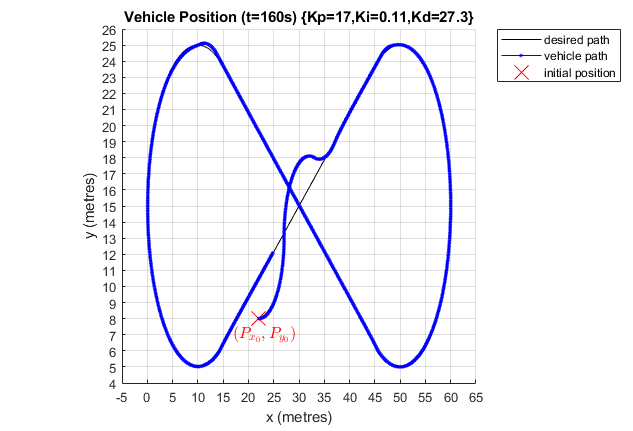 Vehicle Position (t=160s) {Kp=17,Ki=0.11,Kd=27.3}
desired path
vehicle path
initial position
26
25
24
23
22
21
20
19
18
17
16
15
14
13
12
11
10
9
8
7
6
5
4
y (metres)
(P_{x_0}, P_{y_0})
-5 0 5 10 15 20 25 30 35 40 45 50 55 60 65
x (metres)